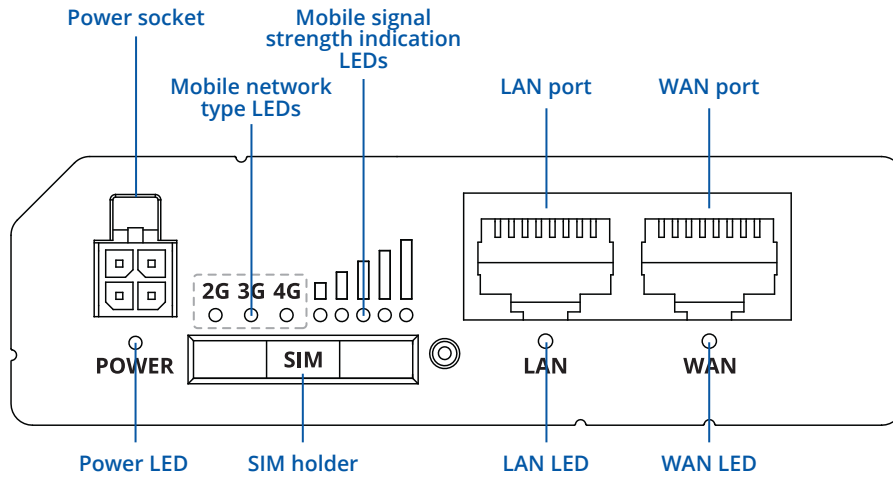 Power socket
Mobile signal
strength indication
LEDs
Mobile network
type LEDs
LAN port
WAN port
2G 3G 4G
POWER
SIM
LAN
WAN
Power LED
SIM holder
LAN LED
WAN LED